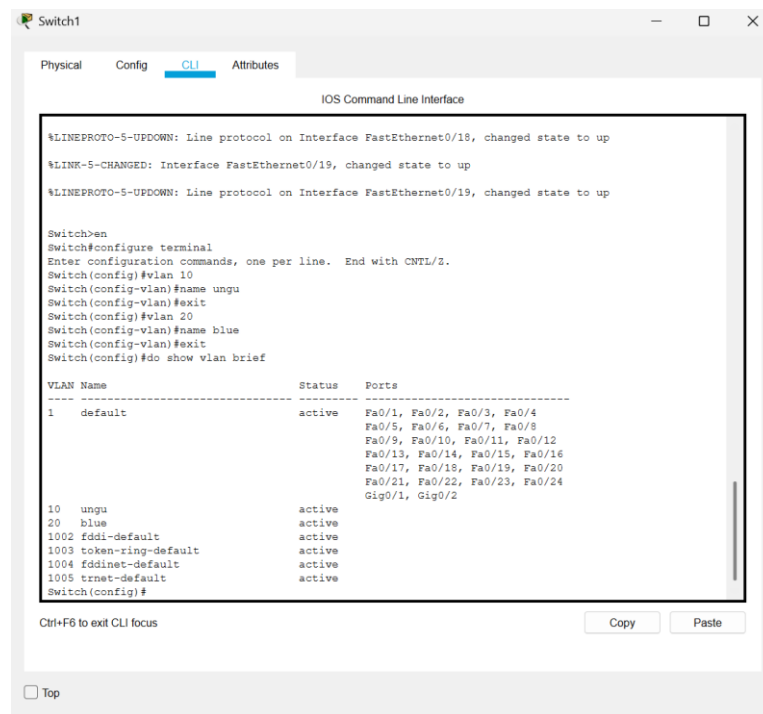 Switch1
Physical Config CLI Attributes
IOS Command Line Interface
%LINEPROTO-5-UPDOWN: Line protocol on Interface FastEthernet0/18, changed state to up
%LINK-5-CHANGED: Interface FastEthernet0/19, changed state to up
%LINEPROTO-5-UPDOWN: Line protocol on Interface FastEthernet0/19, changed state to up
Switch>en
Switch#configure terminal
Enter configuration commands, one per line. End with CNTL/Z.
Switch(config)#vlan 10
Switch(config-vlan)#name ungu
Switch(config-vlan)#exit
Switch(config)#vlan 20
Switch(config-vlan)#name blue
Switch(config-vlan)#exit
Switch(config)#do show vlan brief
VLAN Name Status Ports
---- -------------------------------- --------- -------------------------------
1 default active Fa0/1, Fa0/2, Fa0/3, Fa0/4
Fa0/5, Fa0/6, Fa0/7, Fa0/8
Fa0/9, Fa0/10, Fa0/11, Fa0/12
Fa0/13, Fa0/14, Fa0/15, Fa0/16
Fa0/17, Fa0/18, Fa0/19, Fa0/20
Fa0/21, Fa0/22, Fa0/23, Fa0/24
Gig0/1, Gig0/2
10 ungu active
20 blue active
1002 fddi-default active
1003 token-ring-default active
1004 fddinet-default active
1005 trnet-default active
Switch(config)#
Ctrl+F6 to exit CLI focus Copy Paste
Top